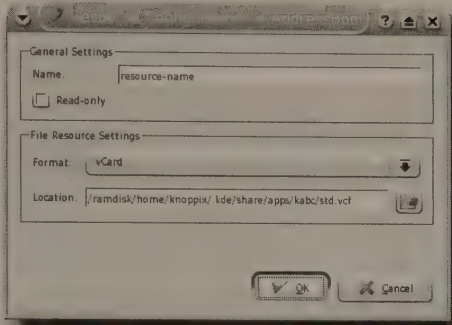 AddressBook
General Settings
Name: resource-name
Read-only
File Resource Settings
Format: vCard
Location: /ramdisk/home/knoppix/.kde/share/apps/kabc/std.vcf
OK
Cancel